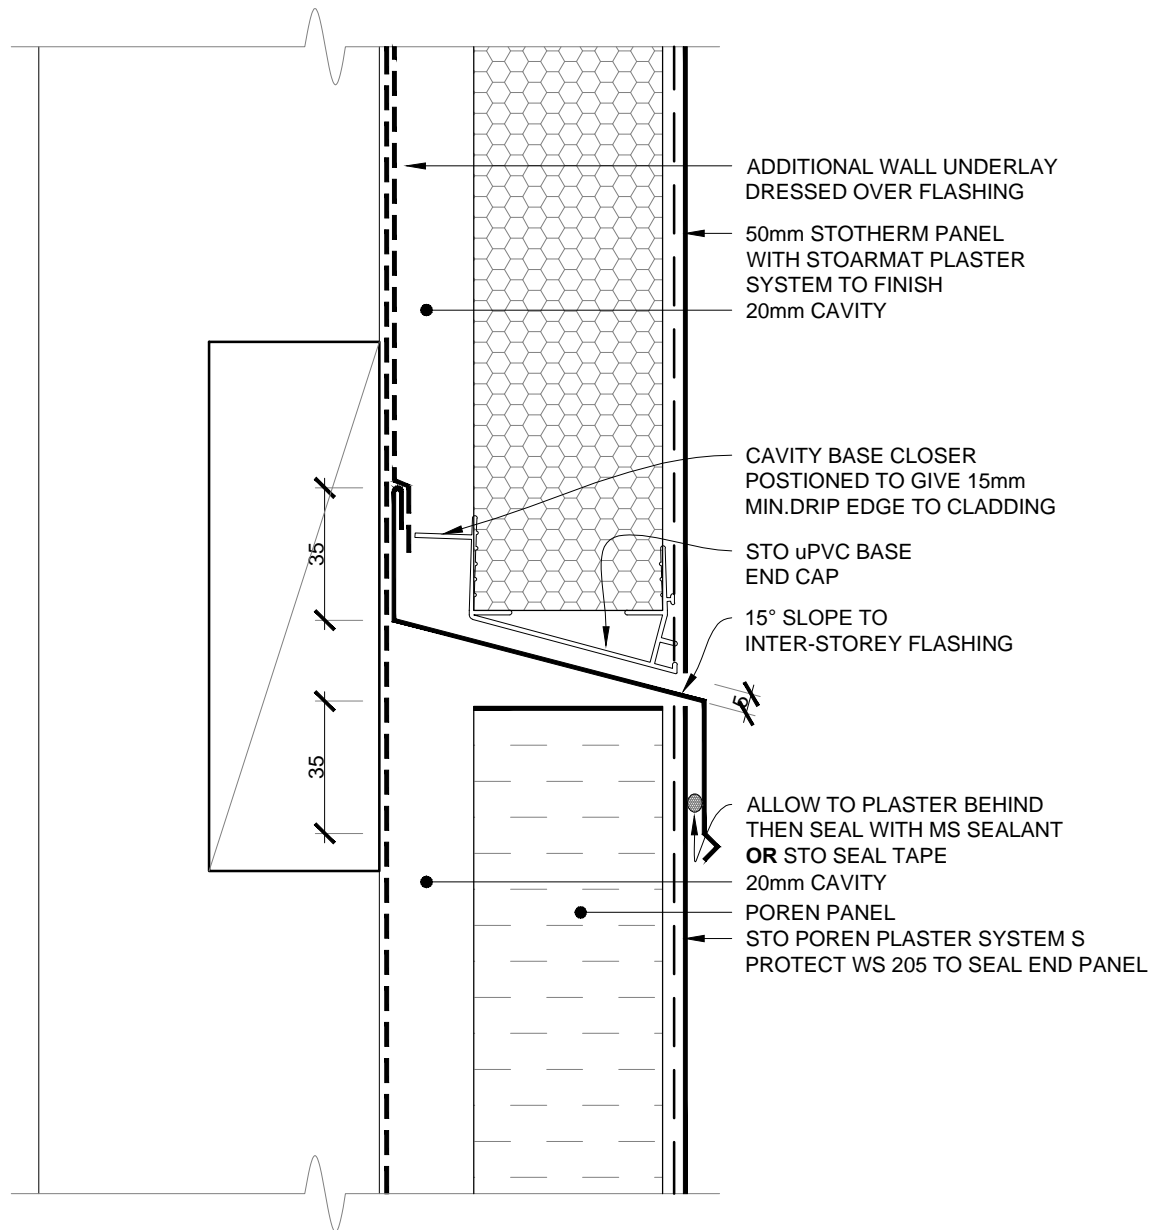 ADDITIONAL WALL UNDERLAY
DRESSED OVER FLASHING
50mm STOTHERM PANEL
WITH STOARMAT PLASTER
SYSTEM TO FINISH
20mm CAVITY
CAVITY BASE CLOSER
POSTIONED TO GIVE 15mm
MIN.DRIP EDGE TO CLADDING
STO uPVC BASE
END CAP
15° SLOPE TO
INTER-STOREY FLASHING
35
5
35
ALLOW TO PLASTER BEHIND
THEN SEAL WITH MS SEALANT
OR STO SEAL TAPE
20mm CAVITY
POREN PANEL
STO POREN PLASTER SYSTEM S
PROTECT WS 205 TO SEAL END PANEL